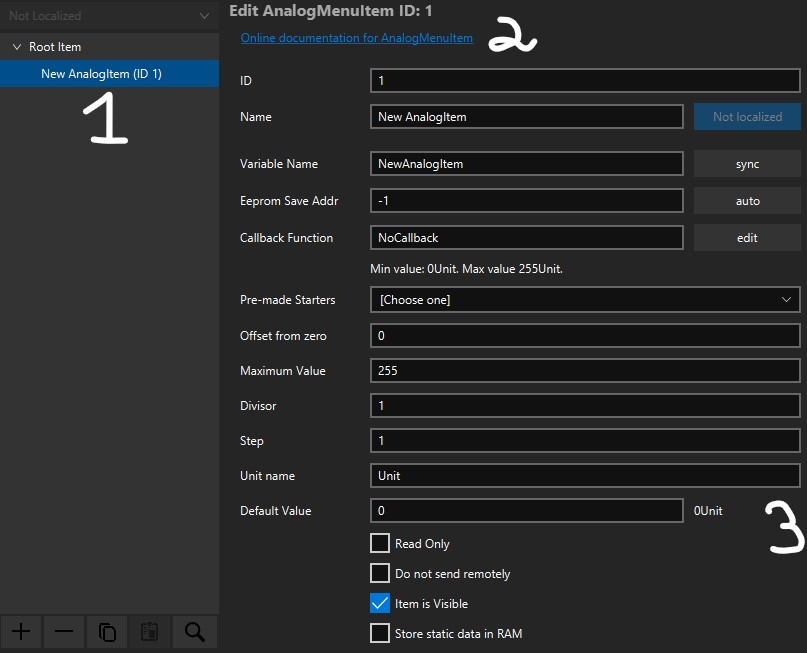 Not Localized
Edit AnalogMenuItem ID: 1
Online documentation for AnalogMenuItem
2
Root Item
New AnalogItem (ID 1)
1
ID 1
Name New AnalogItem Not localized
Variable Name NewAnalogItem sync
Eeprom Save Addr -1 auto
Callback Function NoCallback edit
Min value: 0Unit. Max value 255Unit.
Pre-made Starters [Choose one]
Offset from zero 0
Maximum Value 255
Divisor 1
Step 1
Unit name Unit
Default Value 0 0Unit
3
Read Only
Do not send remotely
Item is Visible
Store static data in RAM